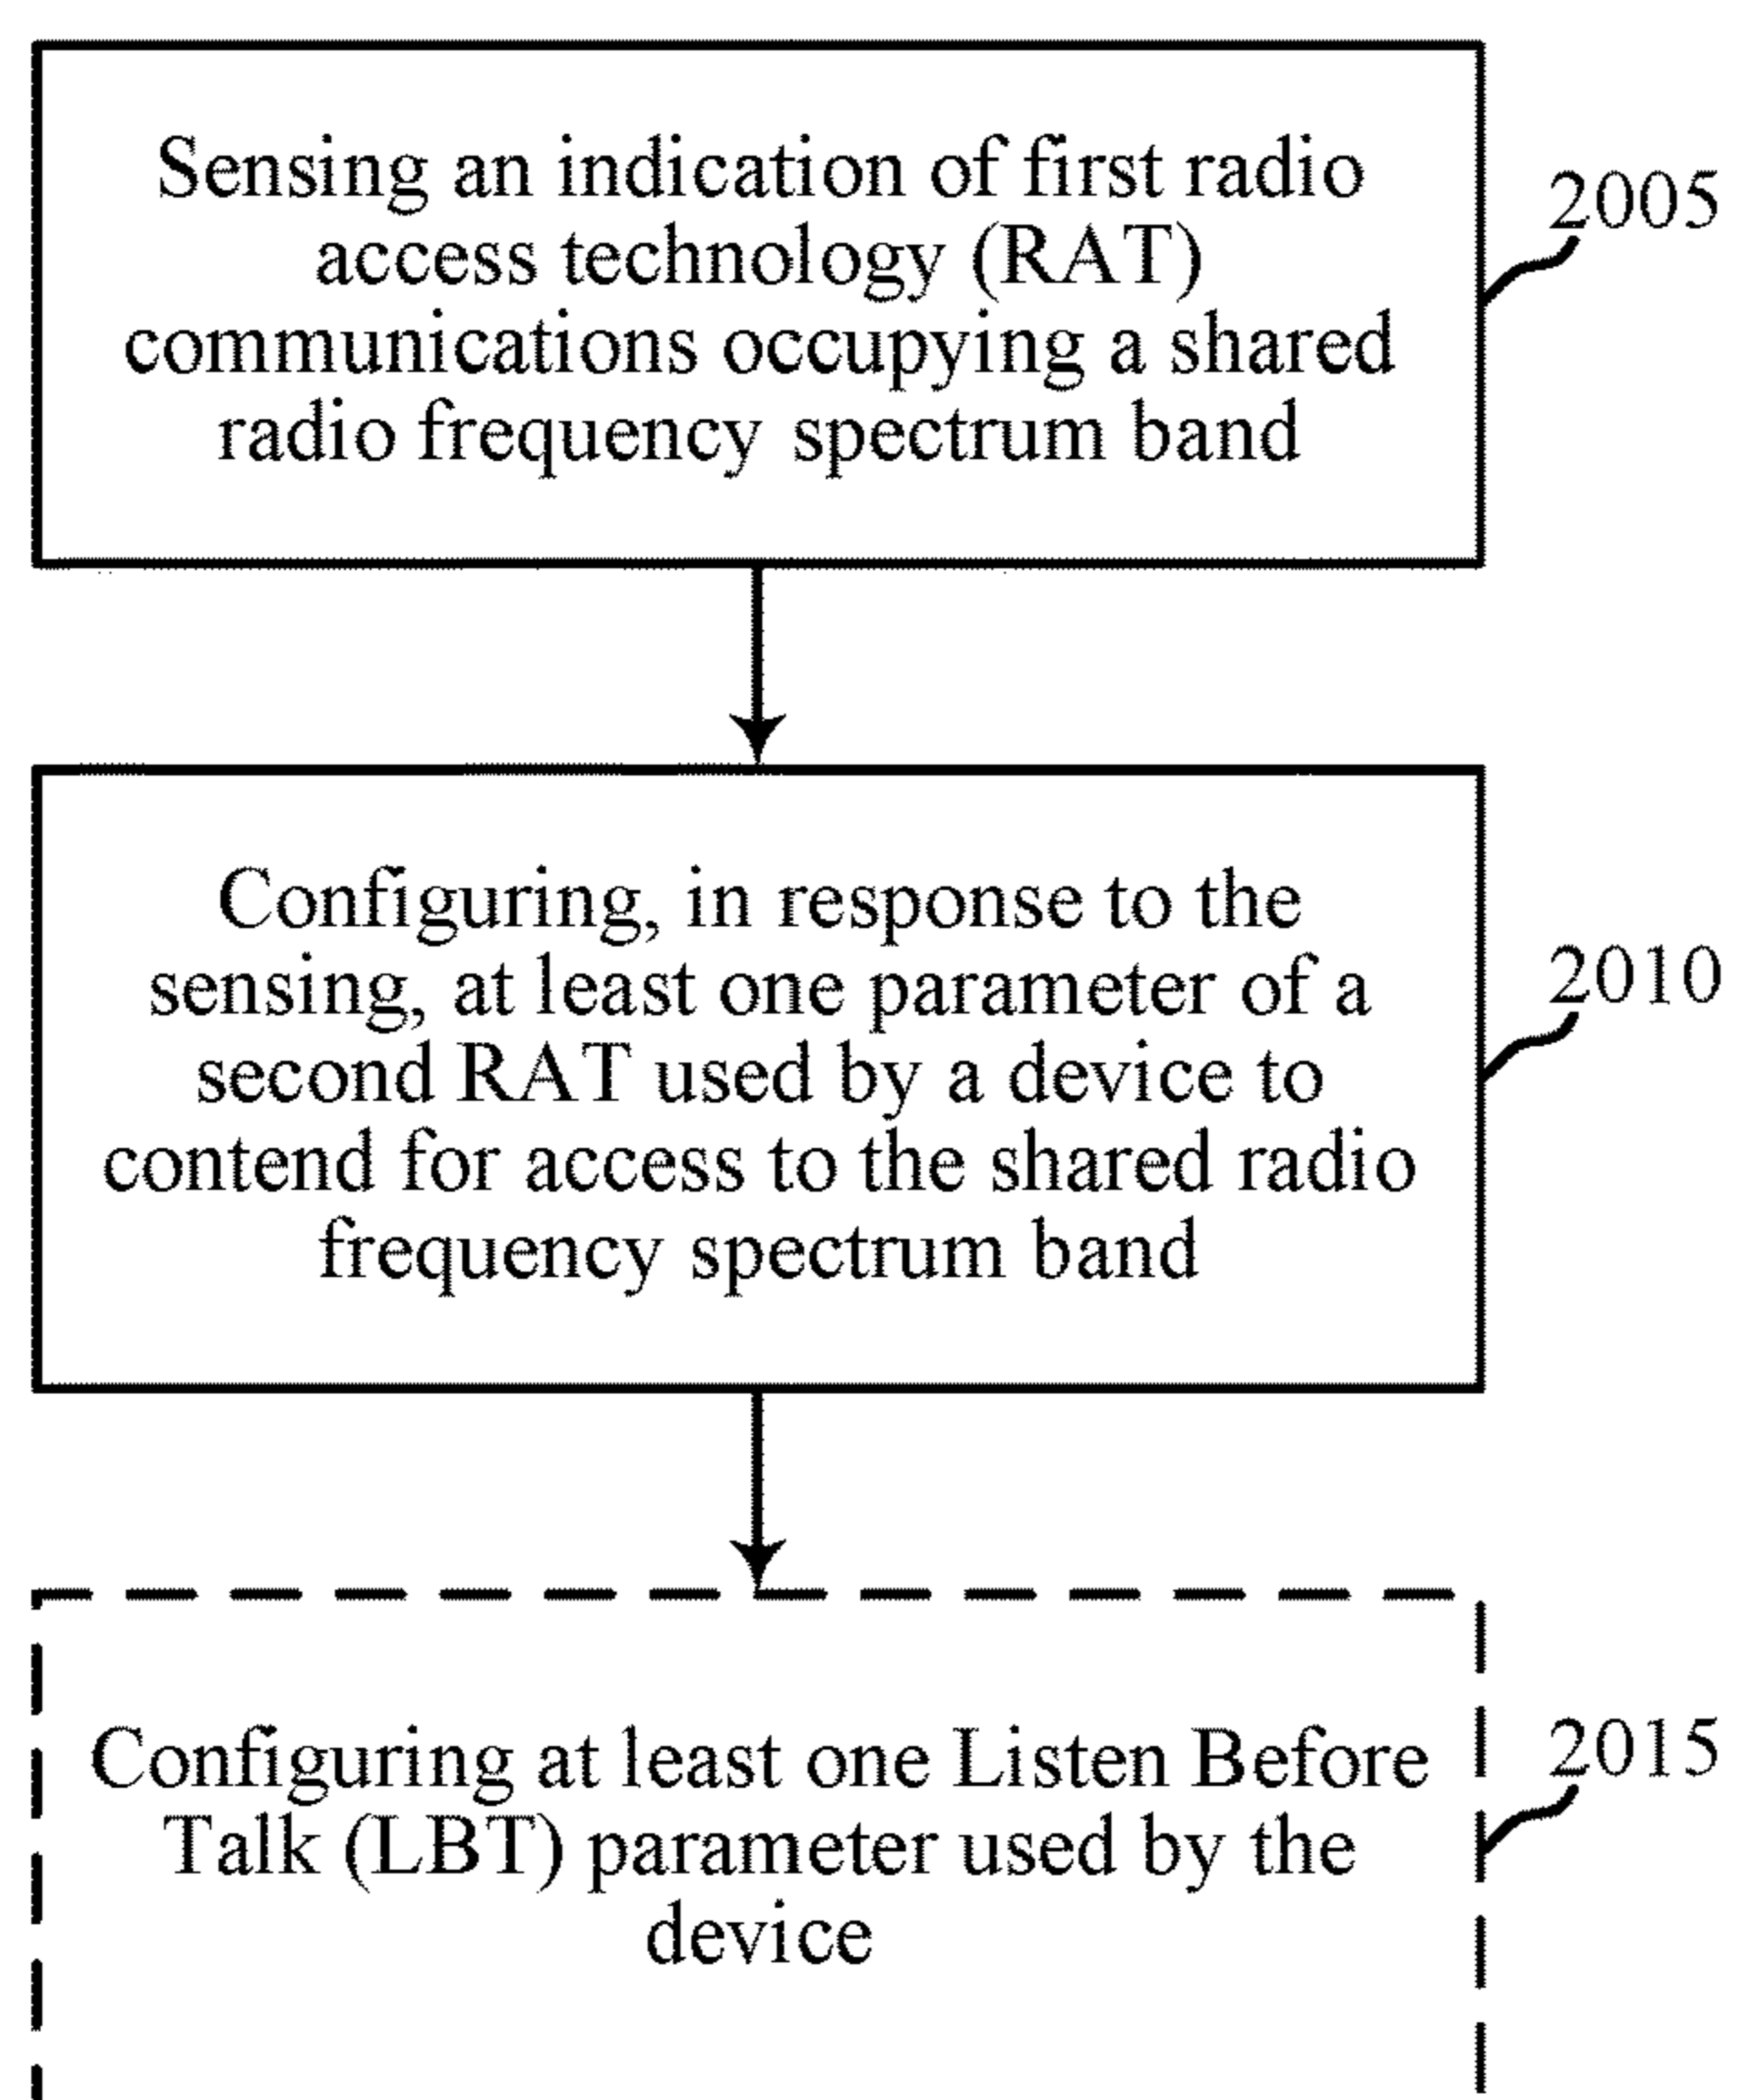 Sensing an indication of first radio
access technology (RAT)
communications occupying a shared
radio frequency spectrum band
2005
Configuring, in response to the
sensing, at least one parameter of a
second RAT used by a device to
contend for access to the shared radio
frequency spectrum band
2010
Configuring at least one Listen Before
Talk (LBT) parameter used by the
device
2015